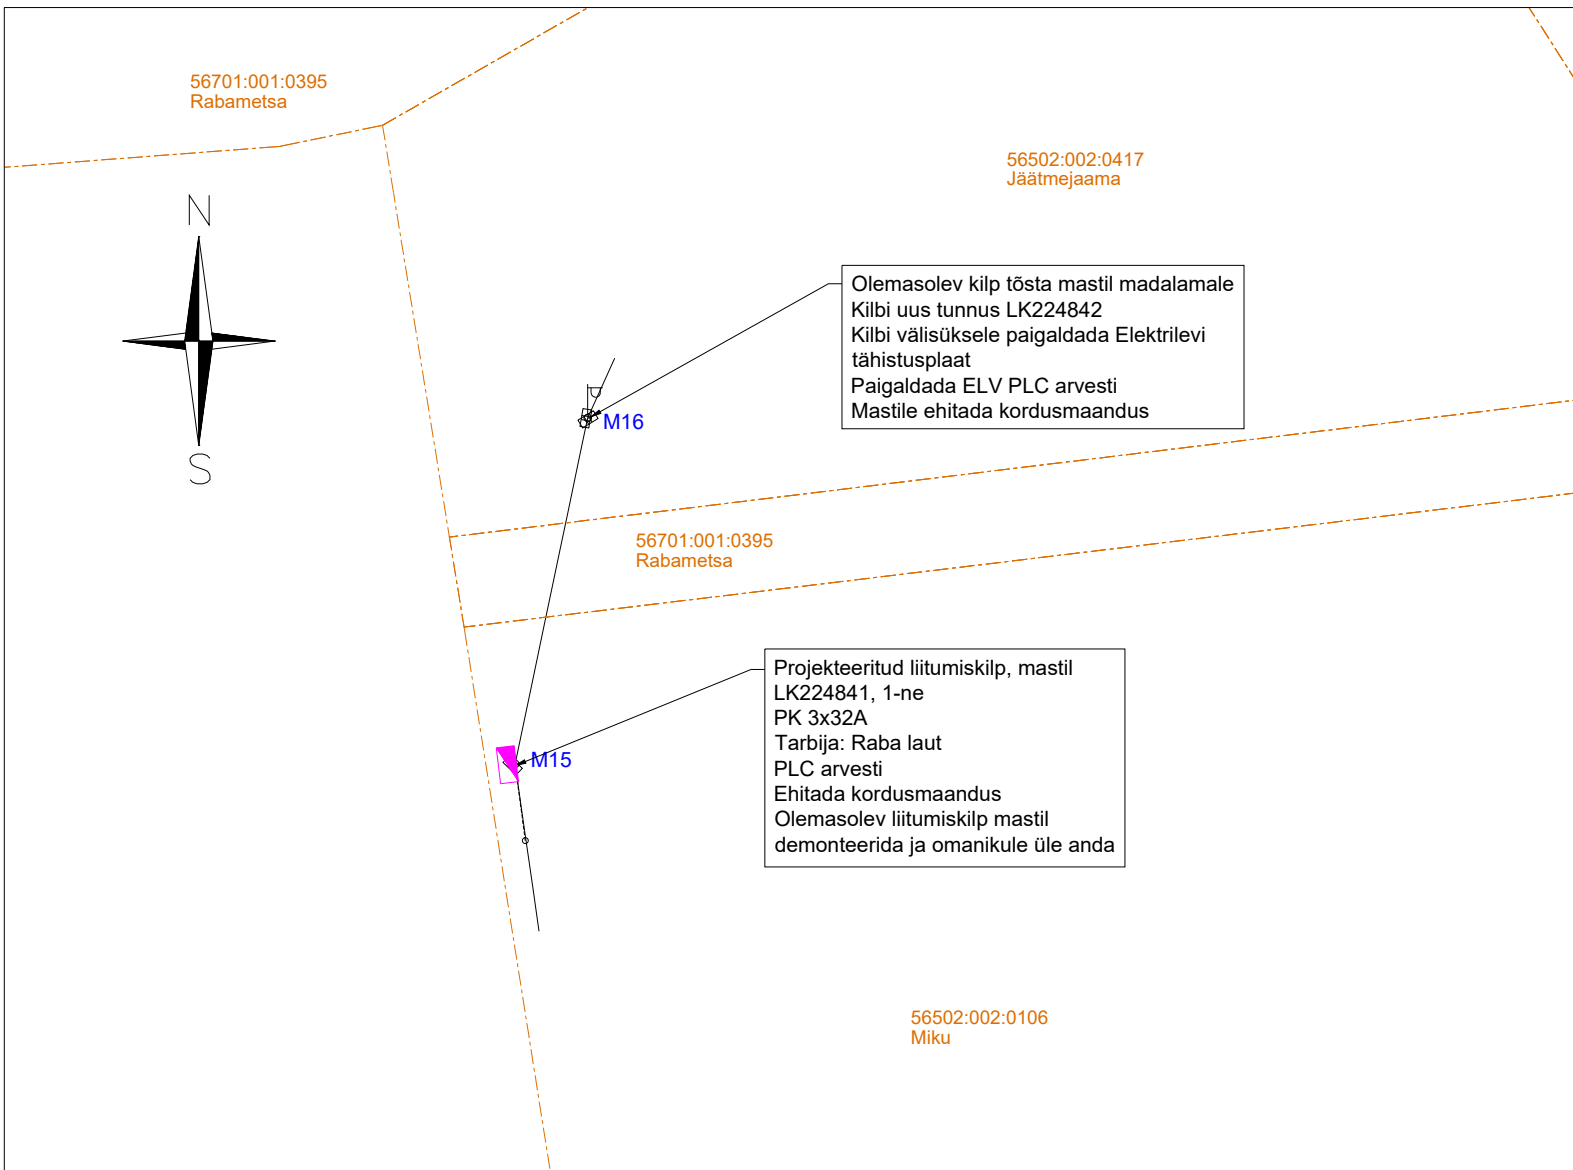 56701:001:0395
Rabametsa
56502:002:0417
Jäätmejaama
N
S
Olemasolev kilp tõsta mastil madalamale
Kilbi uus tunnus LK224842
Kilbi välisüksele paigaldada Elektrilevi
tähistusplaat
Paigaldada ELV PLC arvesti
Mastile ehitada kordusmaandus
M16
56701:001:0395
Rabametsa
Projekteeritud liitumiskilp, mastil
LK224841, 1-ne
PK 3x32A
Tarbija: Raba laut
PLC arvesti
Ehitada kordusmaandus
Olemasolev liitumiskilp mastil
demonteerida ja omanikule üle anda
M15
56502:002:0106
Miku